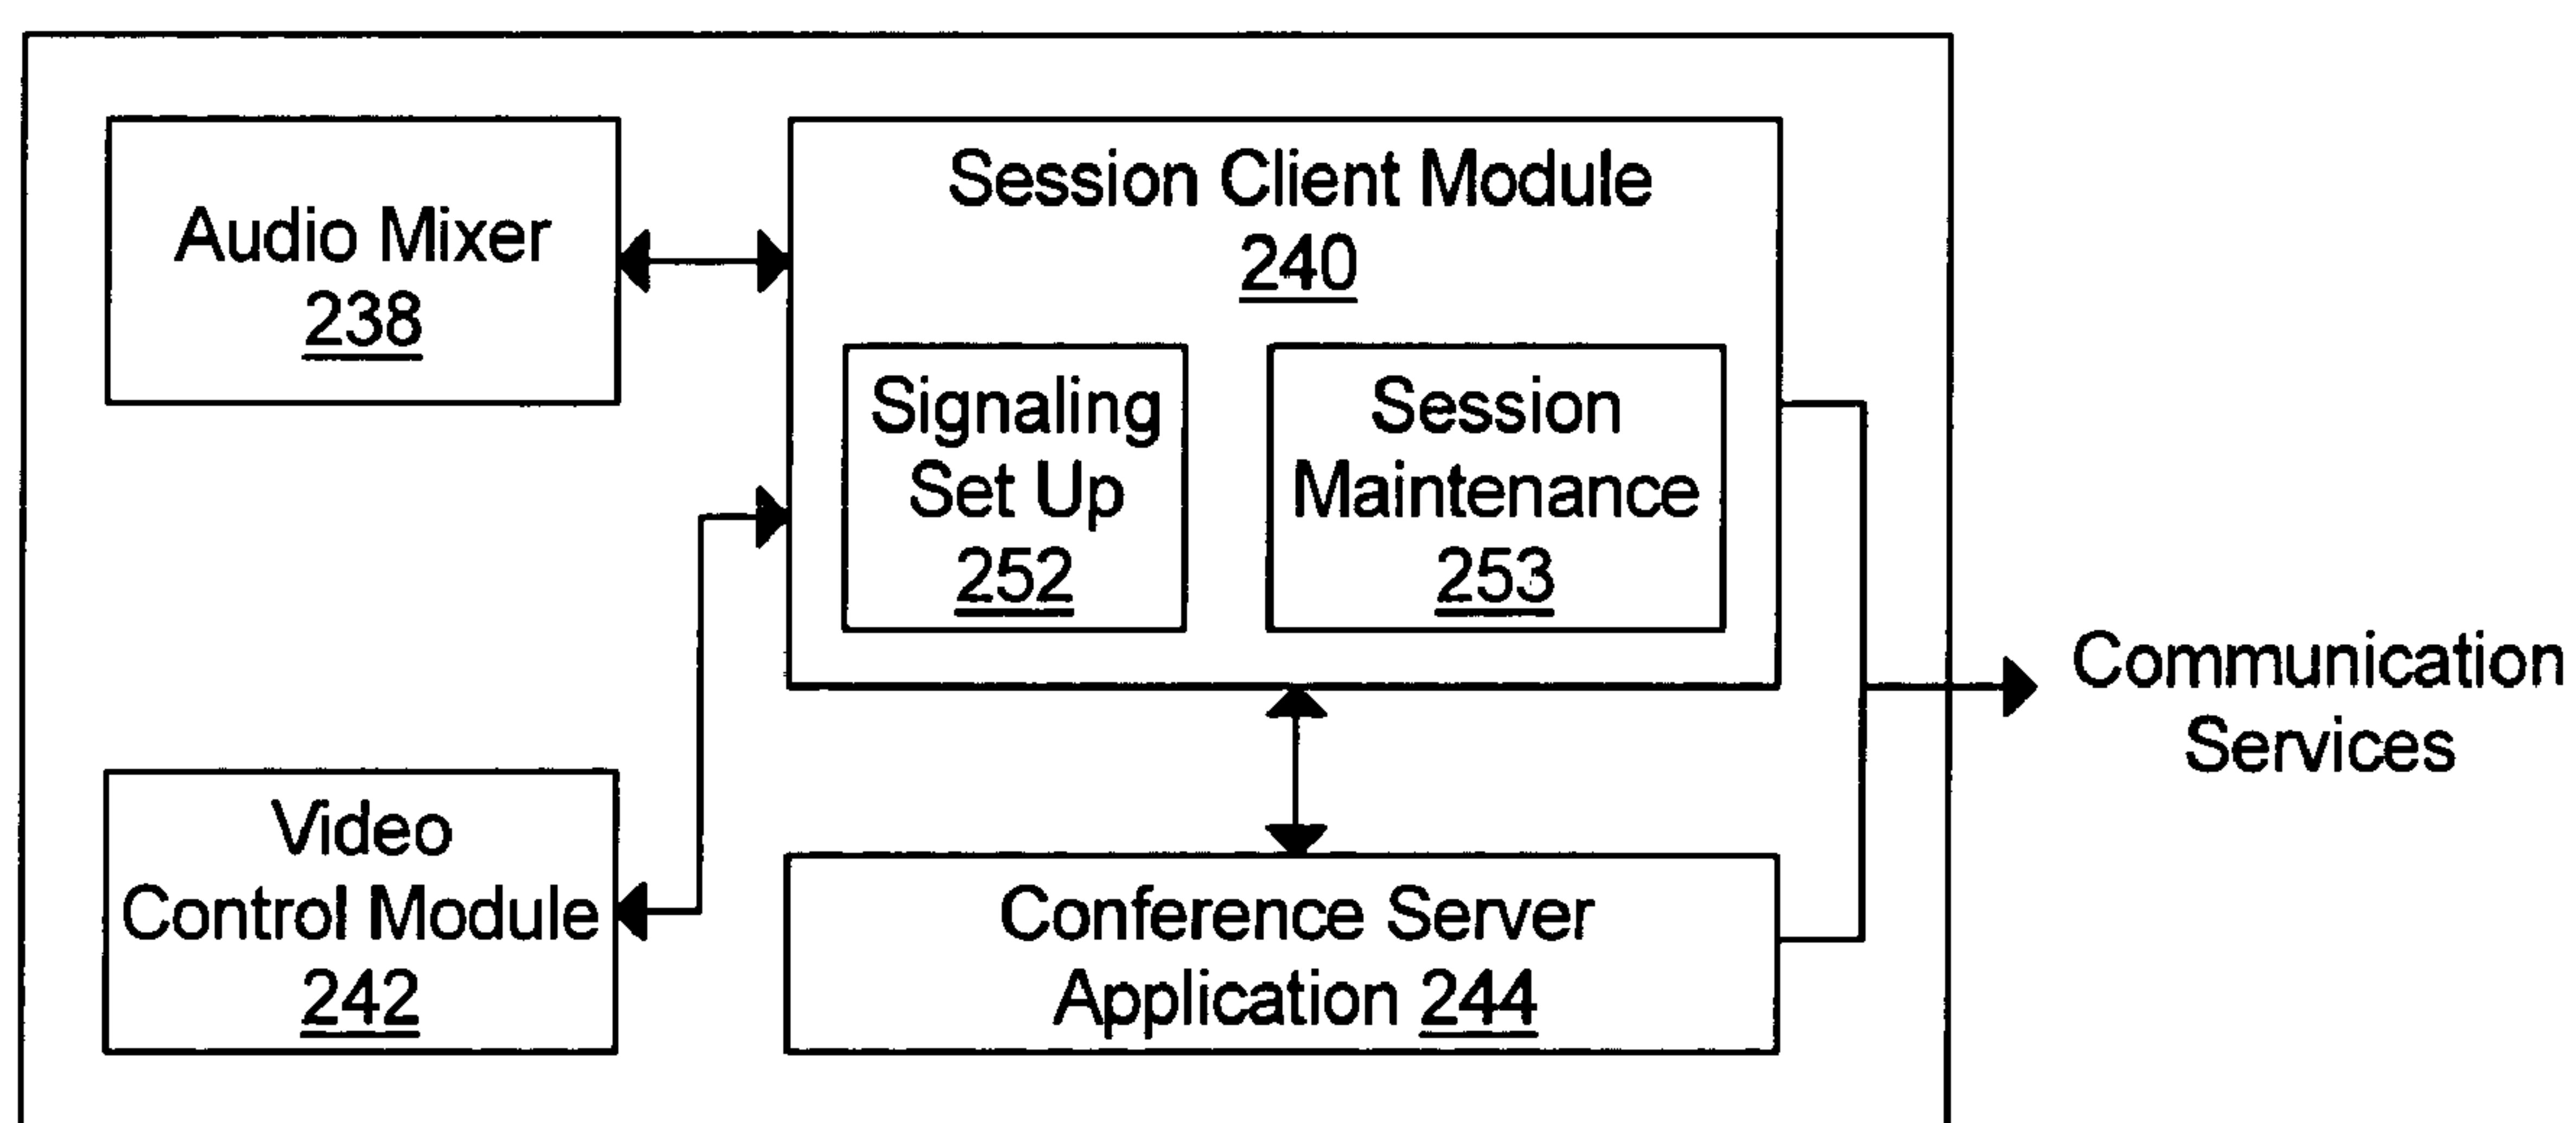 Audio Mixer
238
Session Client Module
240
Signaling
Set Up
252
Session
Maintenance
253
Communication
Services
Video
Control Module
242
Conference Server
Application 244